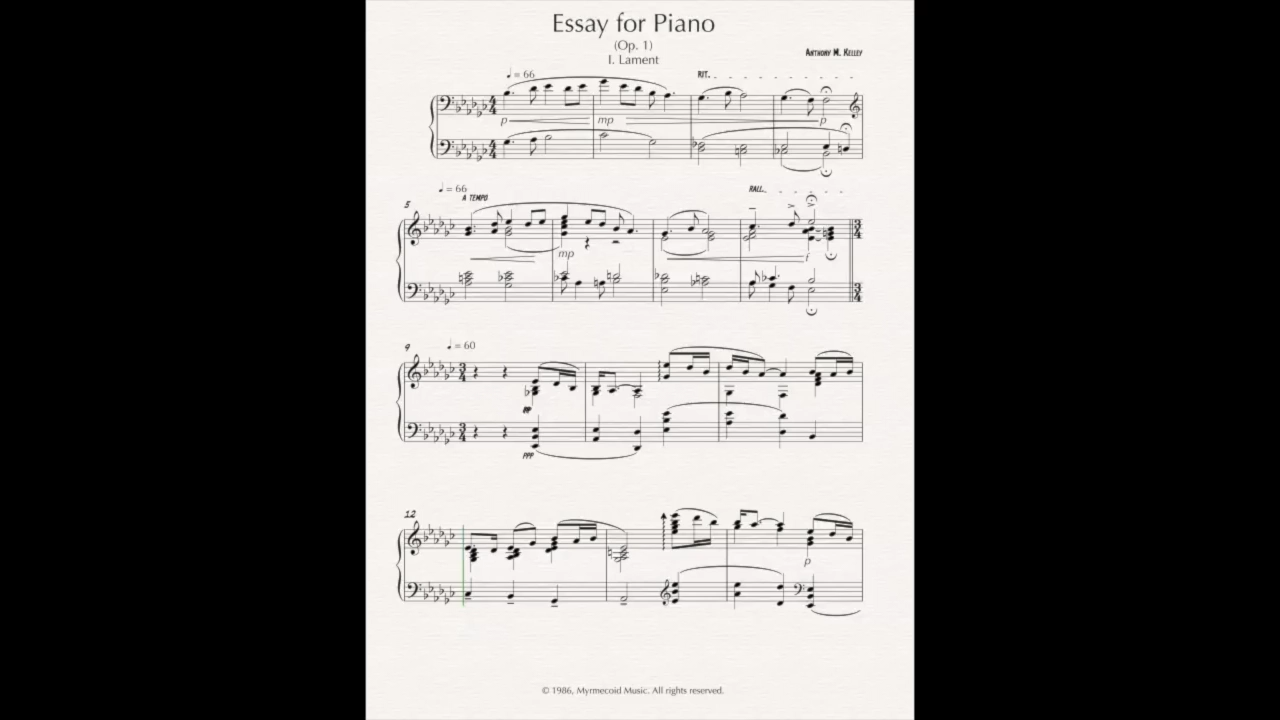 Essay for Piano
(Op. 1)
I. Lament
Anthony M. Kelley
♩ = 66
RIT.
p mp p
5
♩ = 66
A TEMPO
RALL.
mp f
9
♩ = 60
pp
ppp
12
p
© 1986, Myrmecoid Music. All rights reserved.